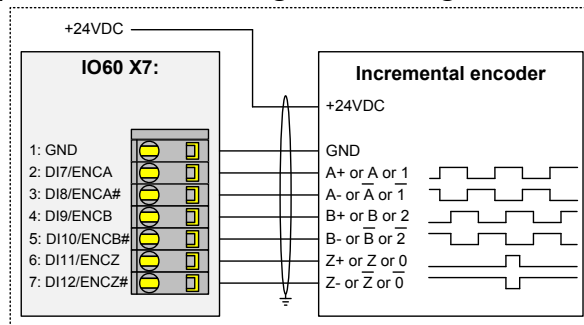 +24VDC
IO60 X7:
Incremental encoder
+24VDC
1: GND
GND
2: DI7/ENCA
A+ or A or 1
3: DI8/ENCA#
A- or A̅ or 1̅
4: DI9/ENCB
B+ or B or 2
5: DI10/ENCB#
B- or B̅ or 2̅
6: DI11/ENCZ
Z+ or Z or 0
7: DI12/ENCZ#
Z- or Z̅ or 0̅